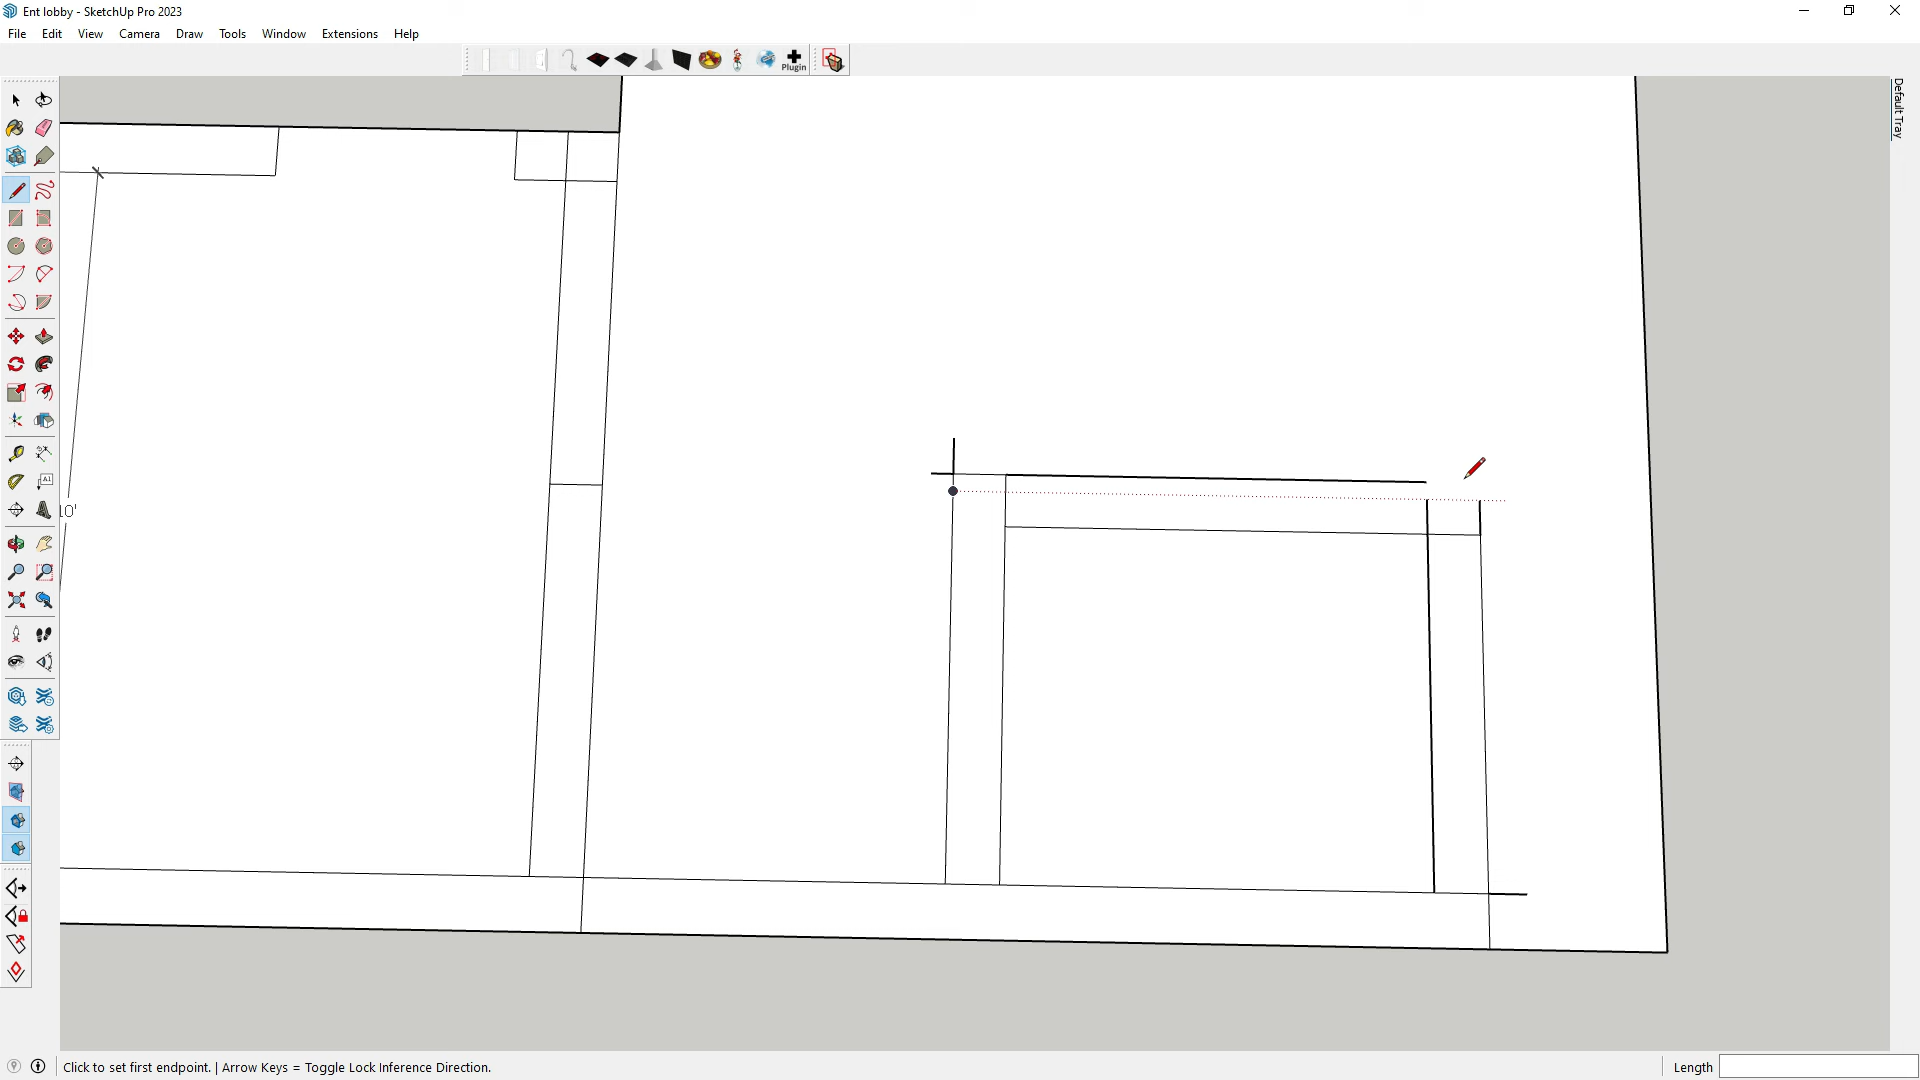 Ent lobby - SketchUp Pro 2023
File Edit View Camera Draw Tools Window Extensions Help
Plugin
Default Tray
A1
10'
Click to set first endpoint. | Arrow Keys = Toggle Lock Inference Direction.
Length